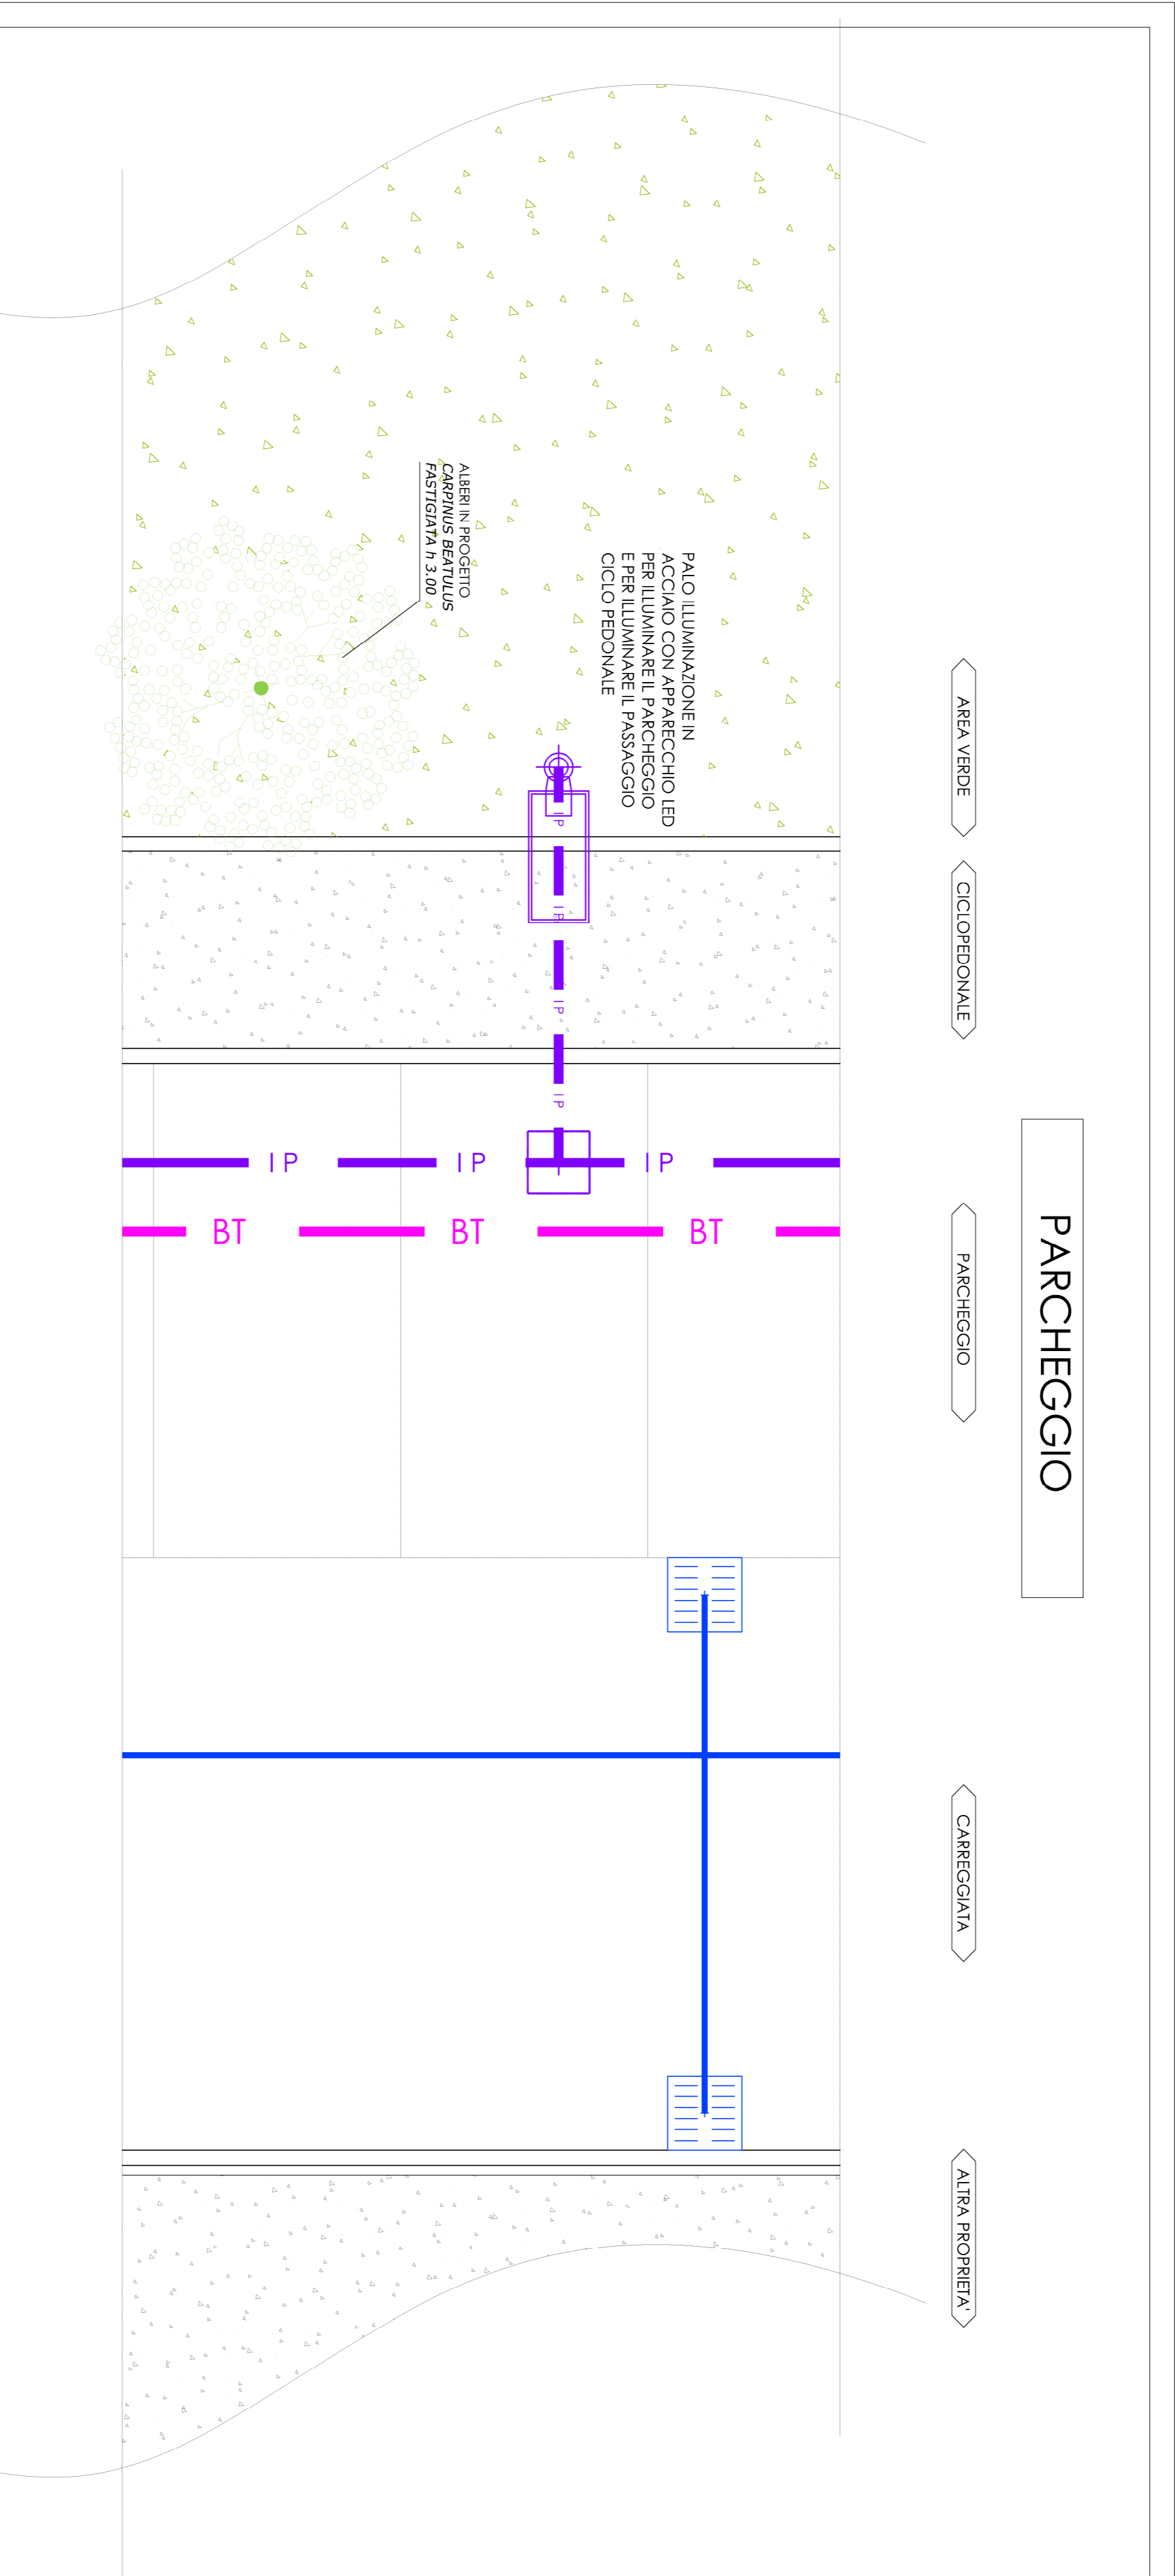 PARCHEGGIO
AREA VERDE
CICLOPEDONALE
PARCHEGGIO
CARREGGIATA
ALTRA PROPRIETA'
PALO ILLUMINAZIONE IN
ACCIAIO CON APPARECCHIO LED
PER ILLUMINARE IL PARCHEGGIO
E PER ILLUMINARE IL PASSAGGIO
CICLO PEDONALE
ALBERI IN PROGETTO
CARPINUS BEATULUS
FASTIGIATA h 3.00
IP
IP
IP
IP
IP IP IP
BT BT BT